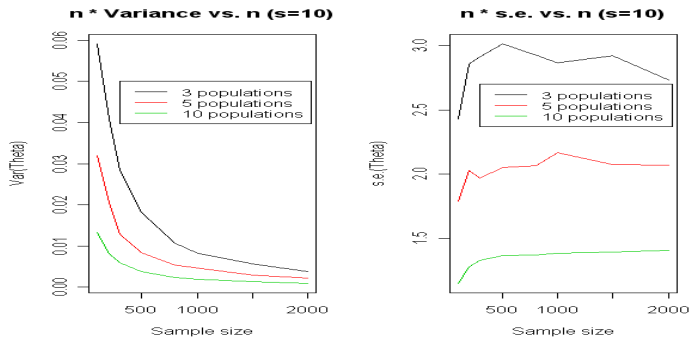 n * Variance vs. n (s=10)
Var(Theta)
0.00 0.01 0.02 0.03 0.04 0.05 0.06
3 populations
5 populations
10 populations
500 1000 2000
Sample size
n * s.e. vs. n (s=10)
s.e.(Theta)
1.5 2.0 2.5 3.0
3 populations
5 populations
10 populations
500 1000 2000
Sample size